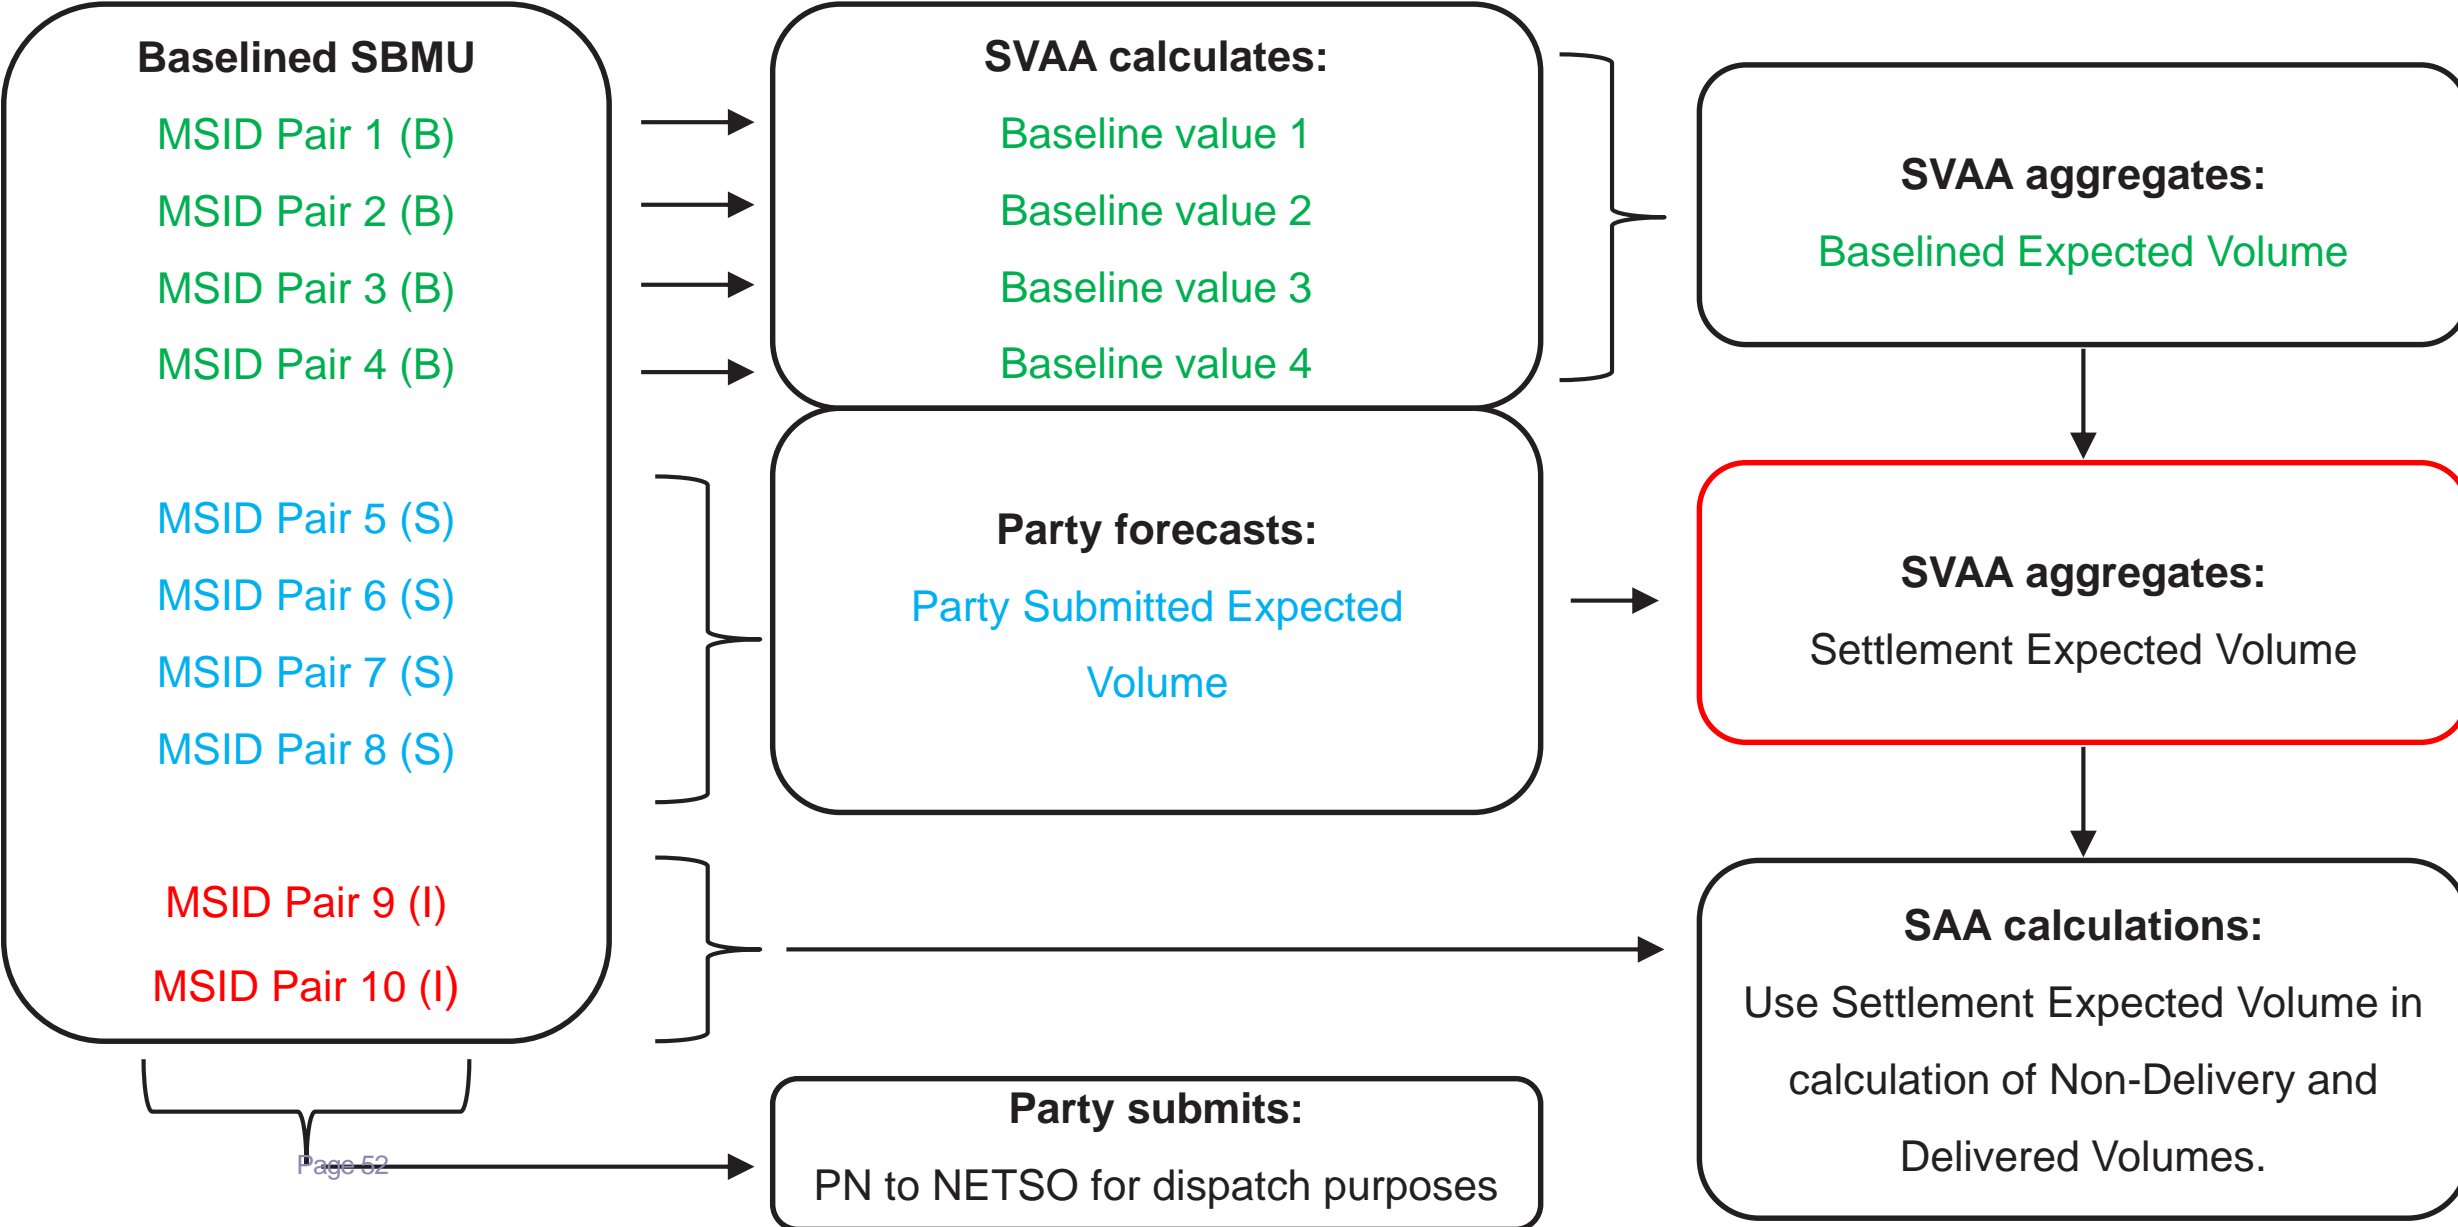 Baselined SBMU
MSID Pair 1 (B)
MSID Pair 2 (B)
MSID Pair 3 (B)
MSID Pair 4 (B)
MSID Pair 5 (S)
MSID Pair 6 (S)
MSID Pair 7 (S)
MSID Pair 8 (S)
MSID Pair 9 (I)
MSID Pair 10 (I)
SVAA calculates:
Baseline value 1
Baseline value 2
Baseline value 3
Baseline value 4
Party forecasts:
Party Submitted Expected
Volume
Party submits:
PN to NETSO for dispatch purposes
SVAA aggregates:
Baselined Expected Volume
SVAA aggregates:
Settlement Expected Volume
SAA calculations:
Use Settlement Expected Volume in
calculation of Non-Delivery and
Delivered Volumes.
Page 52